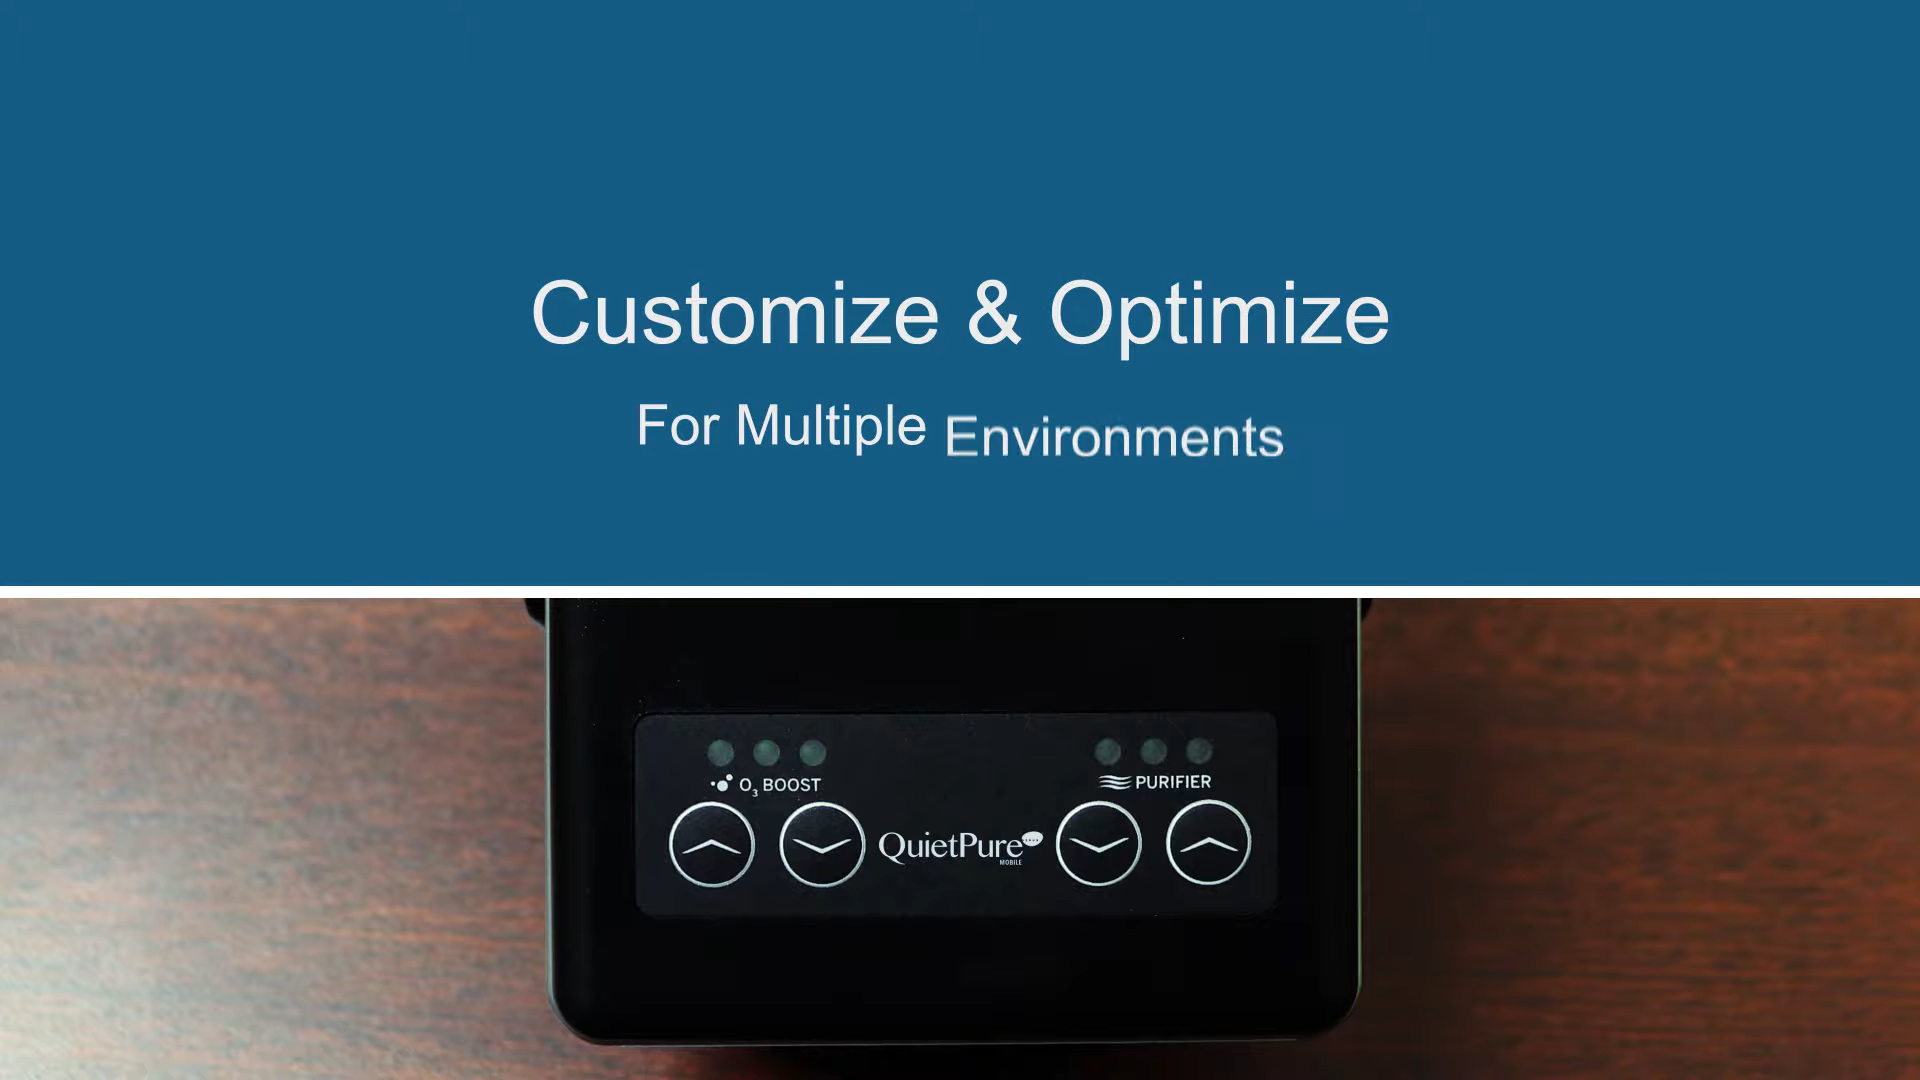 Customize & Optimize
For Multiple Environments
O₃ BOOST
PURIFIER
QuietPure
MOBILE